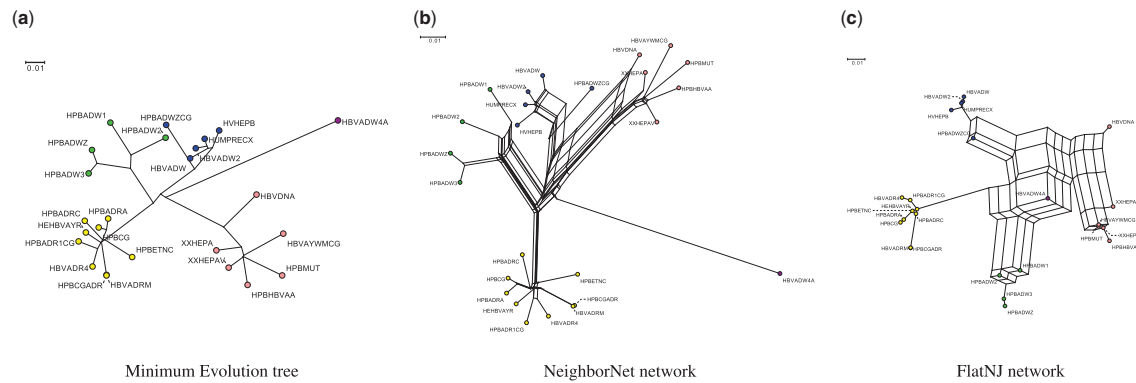 (a)
0.01
HPBADW1
HPBADWZCG
HPBADW2
HVHEPB
HUMPRECX
HBVADW4A
HPBADWZ
HBVADW2
HBVADW
HPBADW3
HPBADRC
HPBADRA
HEHBVAYR
HPBCG
HPBADR1CG
HPBETNC
HBVADR4
HPBCGADR
HBVADRM
HBVDNA
XXHEPA
HBVAYWMCG
XXHEPAV
HPBMUT
HPBHBVAA
Minimum Evolution tree
(b)
0.01
HBVAYWMCG
HBVDNA
HPBMUT
HBVADW
XXHEPA
HPBADW1
HBVADW2
HPBADWZCG
HPBHBVAA
HUMPRECX
HPBADW2
XXHEPAV
HVHEPB
HPBADWZ
HPBADW3
HPBADRC
HPBCG
HPBETNC
HBVADW4A
HPBADRA
HPBCGADR
HEHBVAYR
HBVADRM
HPBADR1CG
HBVADR4
NeighborNet network
(c)
0.01
HBVADW2
HBVADW
HUMPRECX
HVHEPB
HPBADWZCG
HBVDNA
HBVADR4
HPBADR1CG
HEHBVAYR
HPBETNC
HPBADRA
HPBADRC
HPBCG
HBVADRM
HPBCGADR
HBVADW4A
XXHEPA
HBVAYWMCG
HPBMUT
HPBADW1
HPBADW2
HPBADW3
HPBADWZ
FlatNJ network